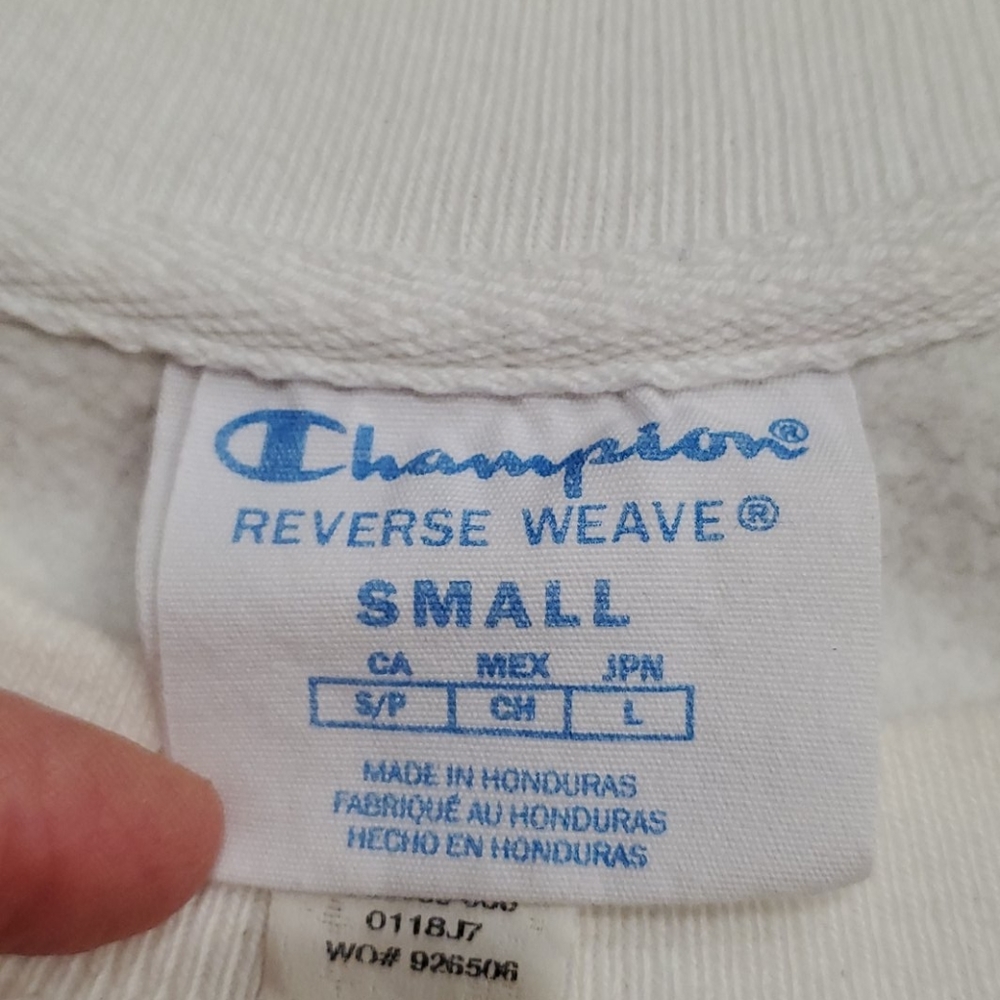 Champion®
REVERSE WEAVE®
SMALL
CA MEX JPN
S/P CH L
MADE IN HONDURAS
FABRIQUÉ AU HONDURAS
HECHO EN HONDURAS
0118J7
WO# 926506